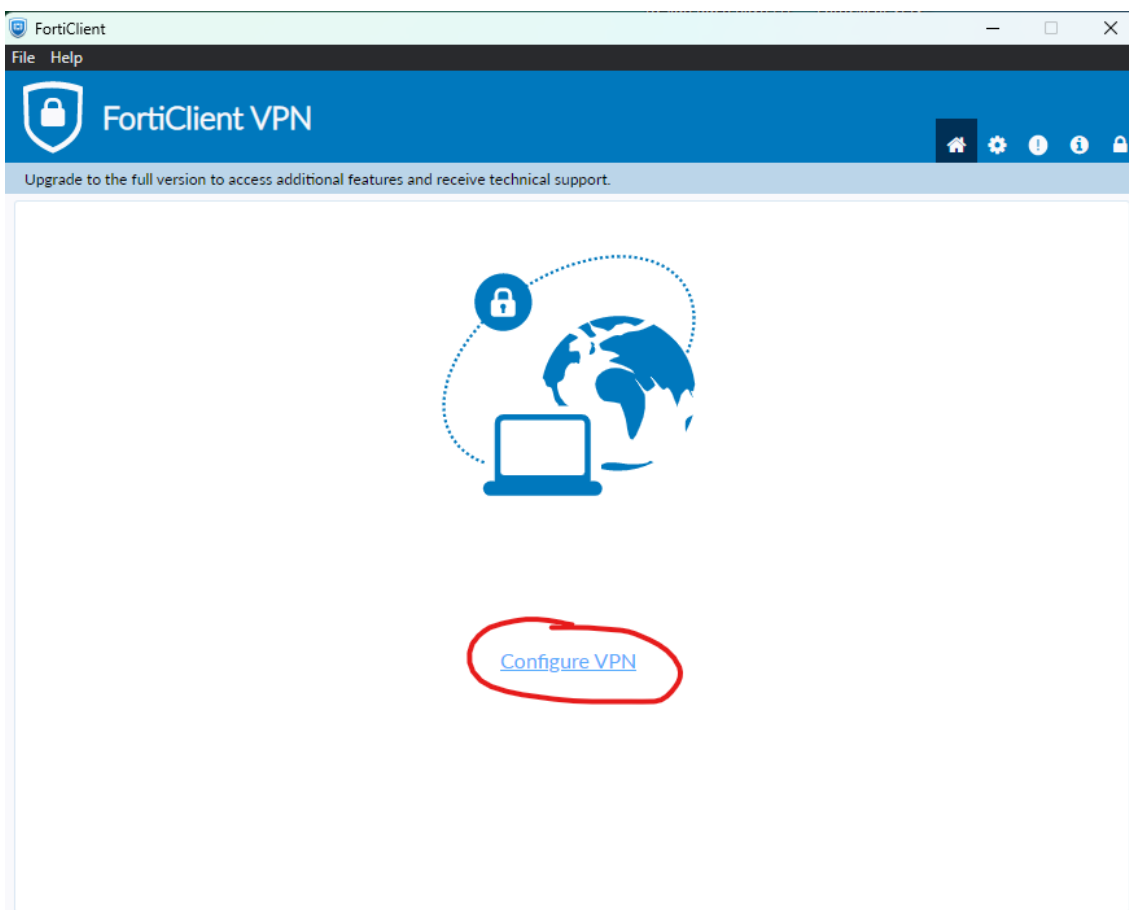 FortiClient
File Help
FortiClient VPN
Upgrade to the full version to access additional features and receive technical support.
Configure VPN